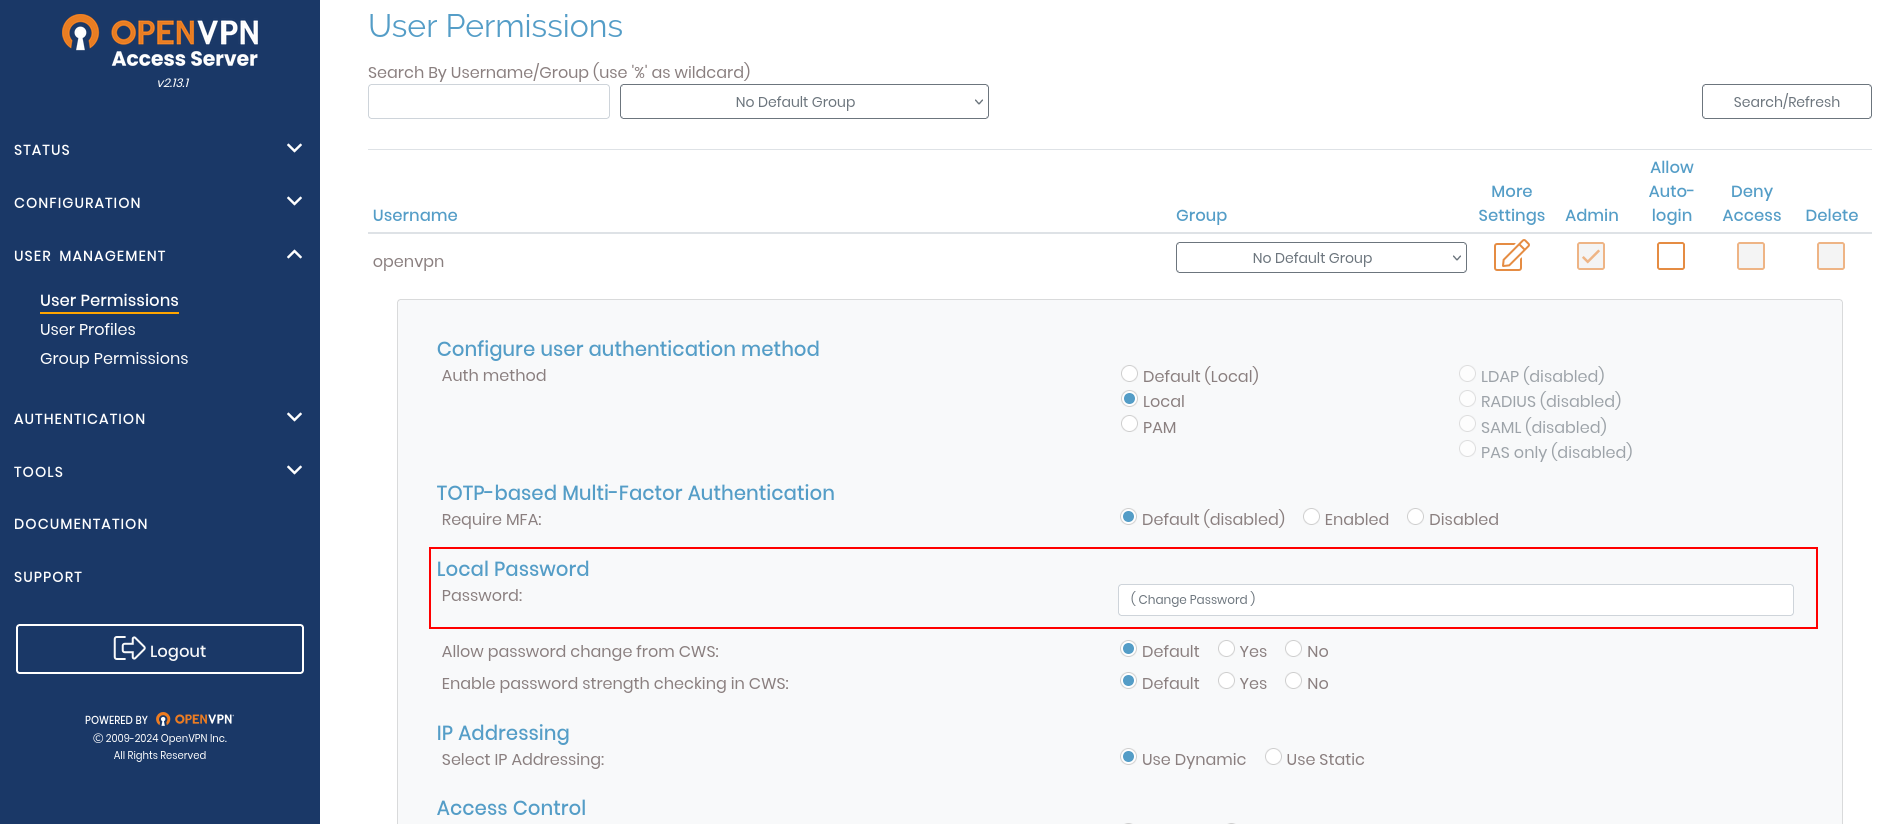 OPENVPN
Access Server
v2.13.1
STATUS
CONFIGURATION
USER MANAGEMENT
User Permissions
User Profiles
Group Permissions
AUTHENTICATION
TOOLS
DOCUMENTATION
SUPPORT
Logout
POWERED BY OPENVPN
© 2009-2024 OpenVPN Inc.
All Rights Reserved
User Permissions
Search By Username/Group (use '%' as wildcard)
No Default Group
Search/Refresh
Username Group More Settings Admin Allow Auto-login Deny Access Delete
openvpn No Default Group
Configure user authentication method
Auth method
Default (Local) LDAP (disabled)
Local RADIUS (disabled)
PAM SAML (disabled)
PAS only (disabled)
TOTP-based Multi-Factor Authentication
Require MFA: Default (disabled) Enabled Disabled
Local Password
Password: ( Change Password )
Allow password change from CWS: Default Yes No
Enable password strength checking in CWS: Default Yes No
IP Addressing
Select IP Addressing: Use Dynamic Use Static
Access Control